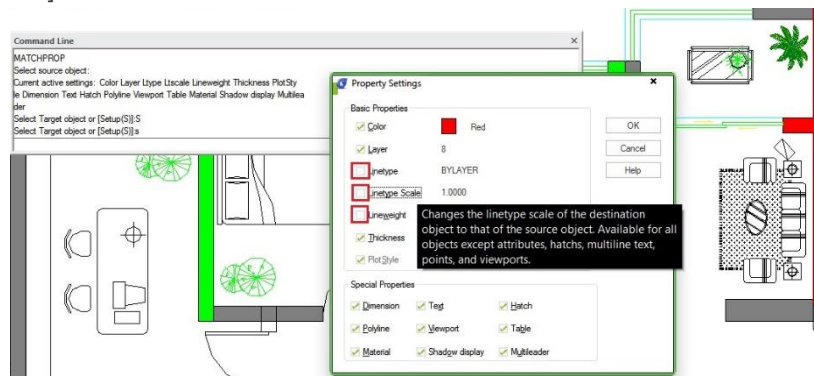 Command Line
MATCHPROP
Select source object:
Current active settings: Color Layer Ltype Ltscale Lineweight Thickness PlotSty
le Dimension Text Hatch Polyline Viewport Table Material Shadow display Multilea
der
Select Target object or [Setup(S)]:S
Select Target object or [Setup(S)]:s
Property Settings
Basic Properties
Color
Red
OK
Layer
8
Cancel
Linetype
BYLAYER
Help
Linetype Scale
1.0000
Lineweight
Changes the linetype scale of the destination
object to that of the source object. Available for all
objects except attributes, hatchs, multiline text,
points, and viewports.
Thickness
PlotStyle
Special Properties
Dimension
Text
Hatch
Polyline
Viewport
Table
Material
Shadow display
Multileader